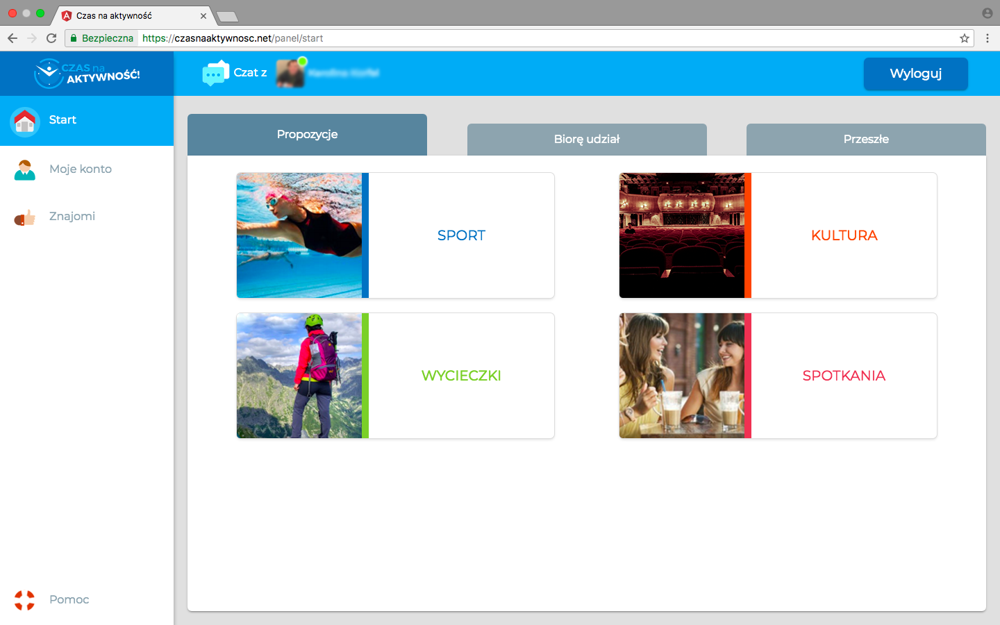 Czas na aktywność
Bezpieczna https://czasnaaktywnosc.net/panel/start
CZAS na
AKTYWNOŚĆ!
Czat z
Wyloguj
Start
Moje konto
Znajomi
Pomoc
Propozycje
Biorę udział
Przeszłe
SPORT
KULTURA
WYCIECZKI
SPOTKANIA